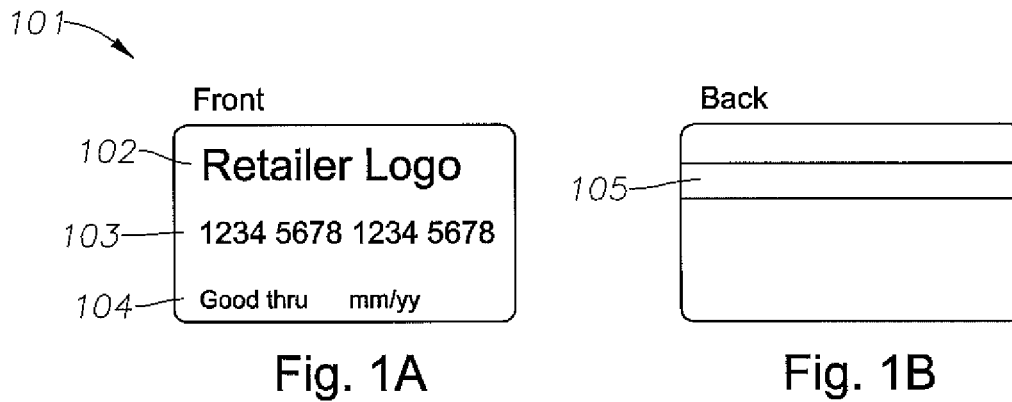 101
Front
Back
102
Retailer Logo
105
103
1234 5678 1234 5678
104
Good thru mm/yy
Fig. 1A
Fig. 1B